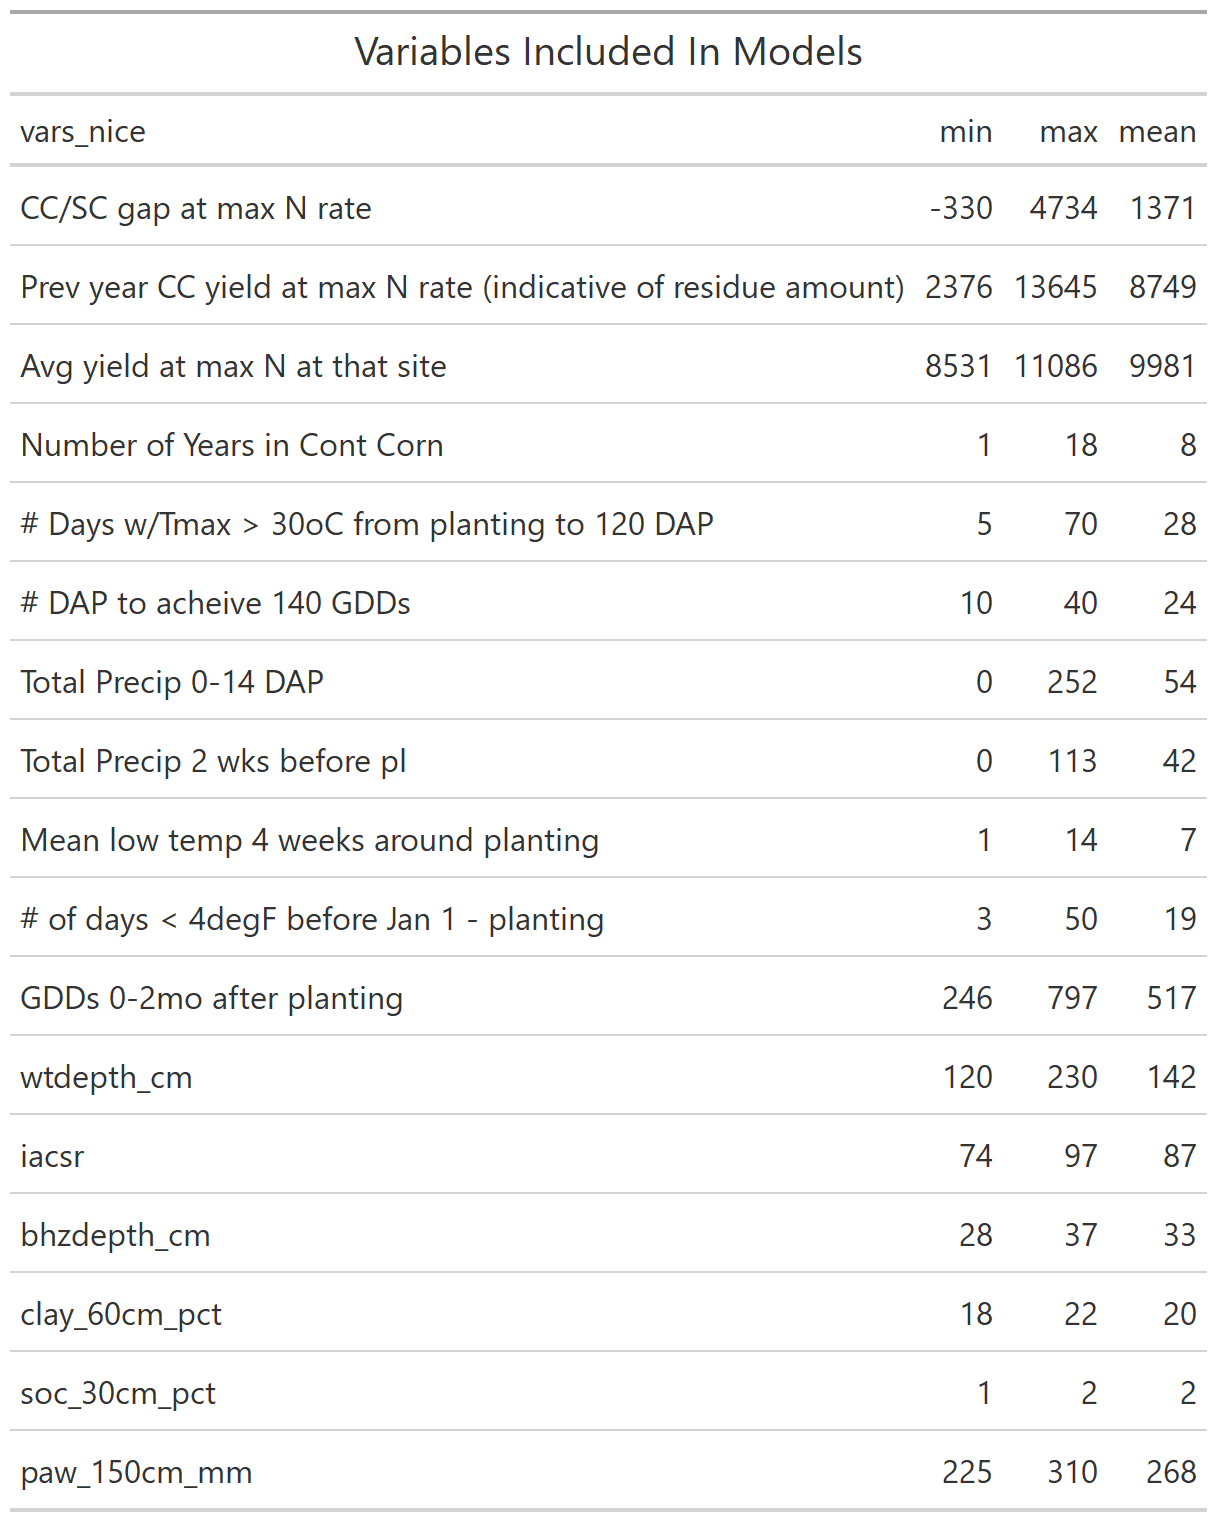 Variables Included In Models
vars_nice min max mean
CC/SC gap at max N rate -330 4734 1371
Prev year CC yield at max N rate (indicative of residue amount) 2376 13645 8749
Avg yield at max N at that site 8531 11086 9981
Number of Years in Cont Corn 1 18 8
# Days w/Tmax > 30oC from planting to 120 DAP 5 70 28
# DAP to acheive 140 GDDs 10 40 24
Total Precip 0-14 DAP 0 252 54
Total Precip 2 wks before pl 0 113 42
Mean low temp 4 weeks around planting 1 14 7
# of days < 4degF before Jan 1 - planting 3 50 19
GDDs 0-2mo after planting 246 797 517
wtdepth_cm 120 230 142
iacsr 74 97 87
bhzdepth_cm 28 37 33
clay_60cm_pct 18 22 20
soc_30cm_pct 1 2 2
paw_150cm_mm 225 310 268